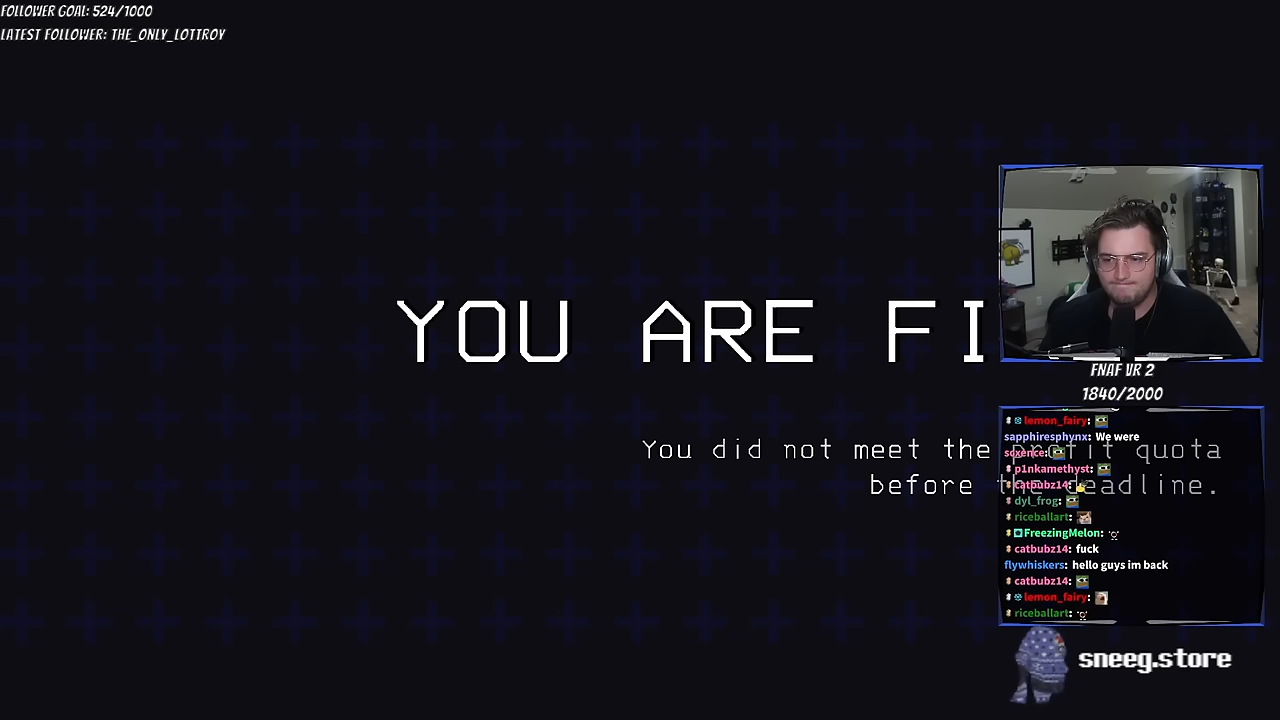 FOLLOWER GOAL: 524/1000
LATEST FOLLOWER: THE_ONLY_LOTTROY
YOU ARE FI
You did not meet the profit quota
before the deadline.
FNAF VR 2
1840/2000
lemon_fairy:
sapphiresphynx: We were
scxence:
p1nkamethyst:
catbubz14:
dyl_frog:
riceballart:
FreezingMelon:
catbubz14: fuck
flywhiskers: hello guys im back
catbubz14:
lemon_fairy:
riceballart:
sneeg.store